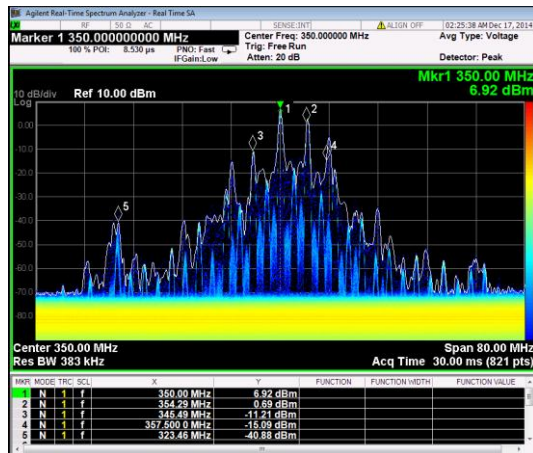 Agilent Real-Time Spectrum Analyzer - Real Time SA
RF 50 Ω AC SENSE:INT ALIGN OFF 02:25:38 AM Dec 17, 2014
Marker 1 350.000000000 MHz Center Freq: 350.000000 MHz Avg Type: Voltage
100 % POI: 8.530 µs PNO: Fast Trig: Free Run
IFGain:Low Atten: 20 dB Detector: Peak
Mkr1 350.00 MHz
10 dB/div Ref 10.00 dBm 6.92 dBm
Log
1
0.00
2
-10.0
3 4
-20.0
-30.0
5
-40.0
-50.0
-60.0
-70.0
-80.0
Center 350.00 MHz Span 80.00 MHz
Res BW 383 kHz Acq Time 30.00 ms (821 pts)
MKR MODE TRC SCL X Y FUNCTION FUNCTION WIDTH FUNCTION VALUE
1 N 1 f 350.00 MHz 6.92 dBm
2 N 1 f 354.29 MHz 0.69 dBm
3 N 1 f 345.49 MHz -11.21 dBm
4 N 1 f 357.500 0 MHz -15.09 dBm
5 N 1 f 323.46 MHz -40.88 dBm